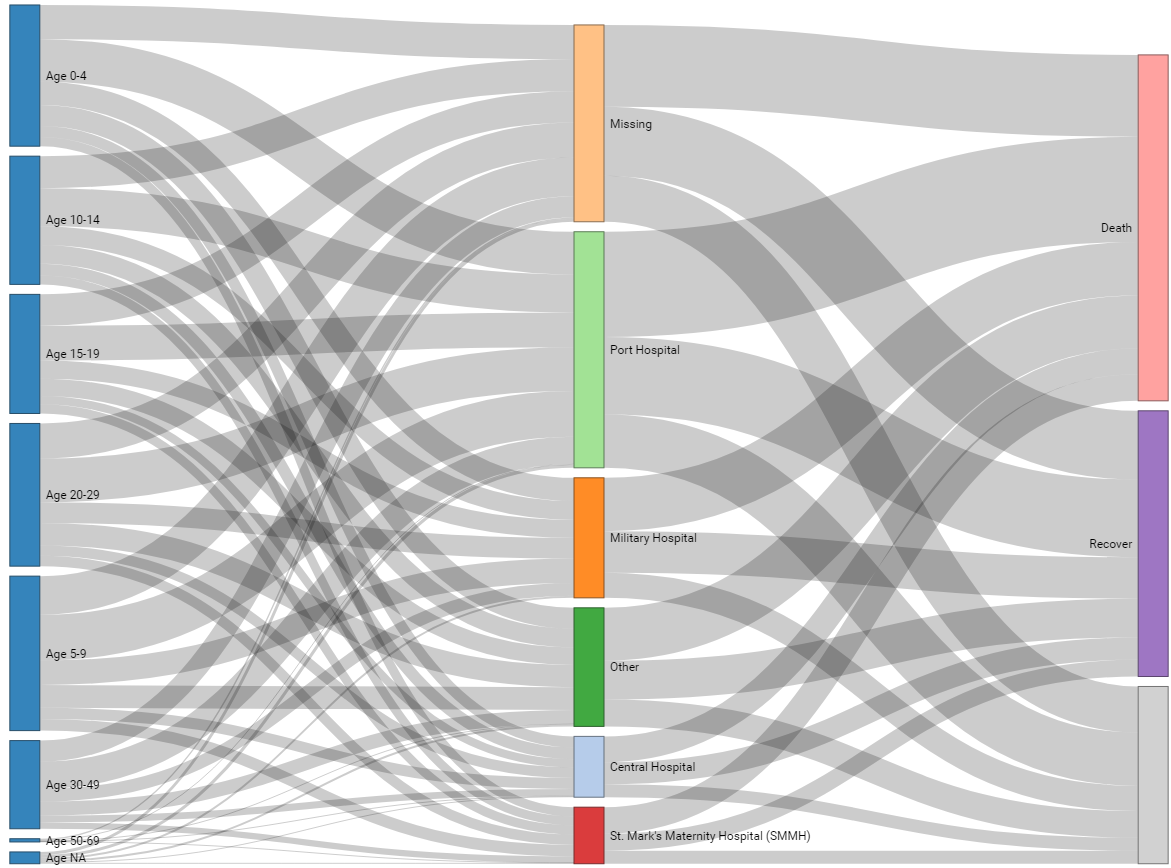 Age 0-4
Age 10-14
Age 15-19
Age 20-29
Age 5-9
Age 30-49
Age 50-69
Age NA
Missing
Port Hospital
Military Hospital
Other
Central Hospital
St. Mark's Maternity Hospital (SMMH)
Death
Recover